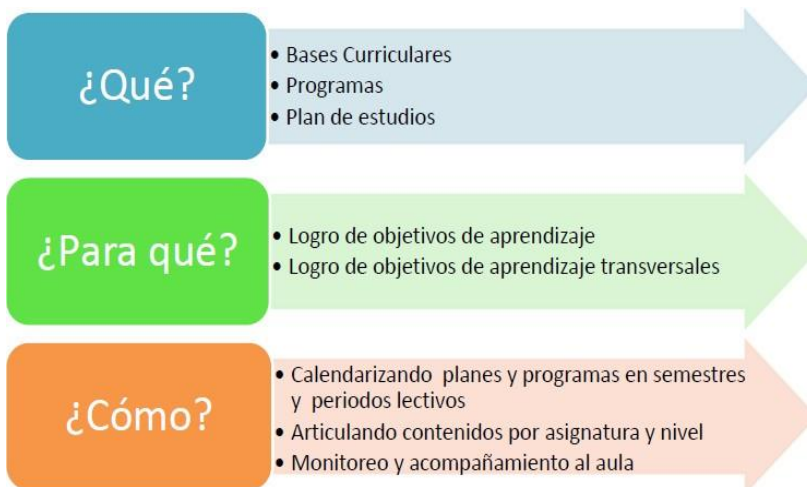 ¿Qué?
• Bases Curriculares
• Programas
• Plan de estudios
¿Para qué?
• Logro de objetivos de aprendizaje
• Logro de objetivos de aprendizaje transversales
¿Cómo?
• Calendarizando planes y programas en semestres
y periodos lectivos
• Articulando contenidos por asignatura y nivel
• Monitoreo y acompañamiento al aula